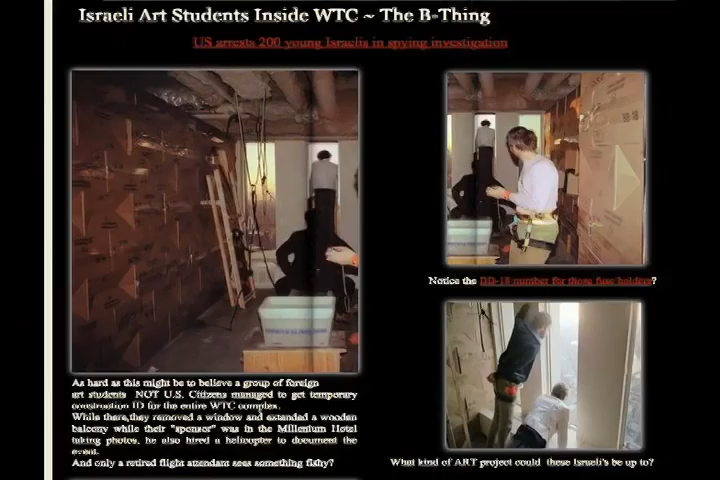 Israeli Art Students Inside WTC ~ The B-Thing
US arrests 200 young Israelis in spying investigation
Notice the BB-18 number for those fuse holders?
As hard as this might be to believe a group of foreign
art students NOT U.S. Citizens managed to get temporary
construction ID for the entire WTC complex.
While there,they removed a window and extended a wooden
balcony while their "sponsor" was in the Millenium Hotel
taking photos, he also hired a helicopter to document the
event.
And only a retired flight attendant sees something fishy?
What kind of ART project could these Israeli's be up to?